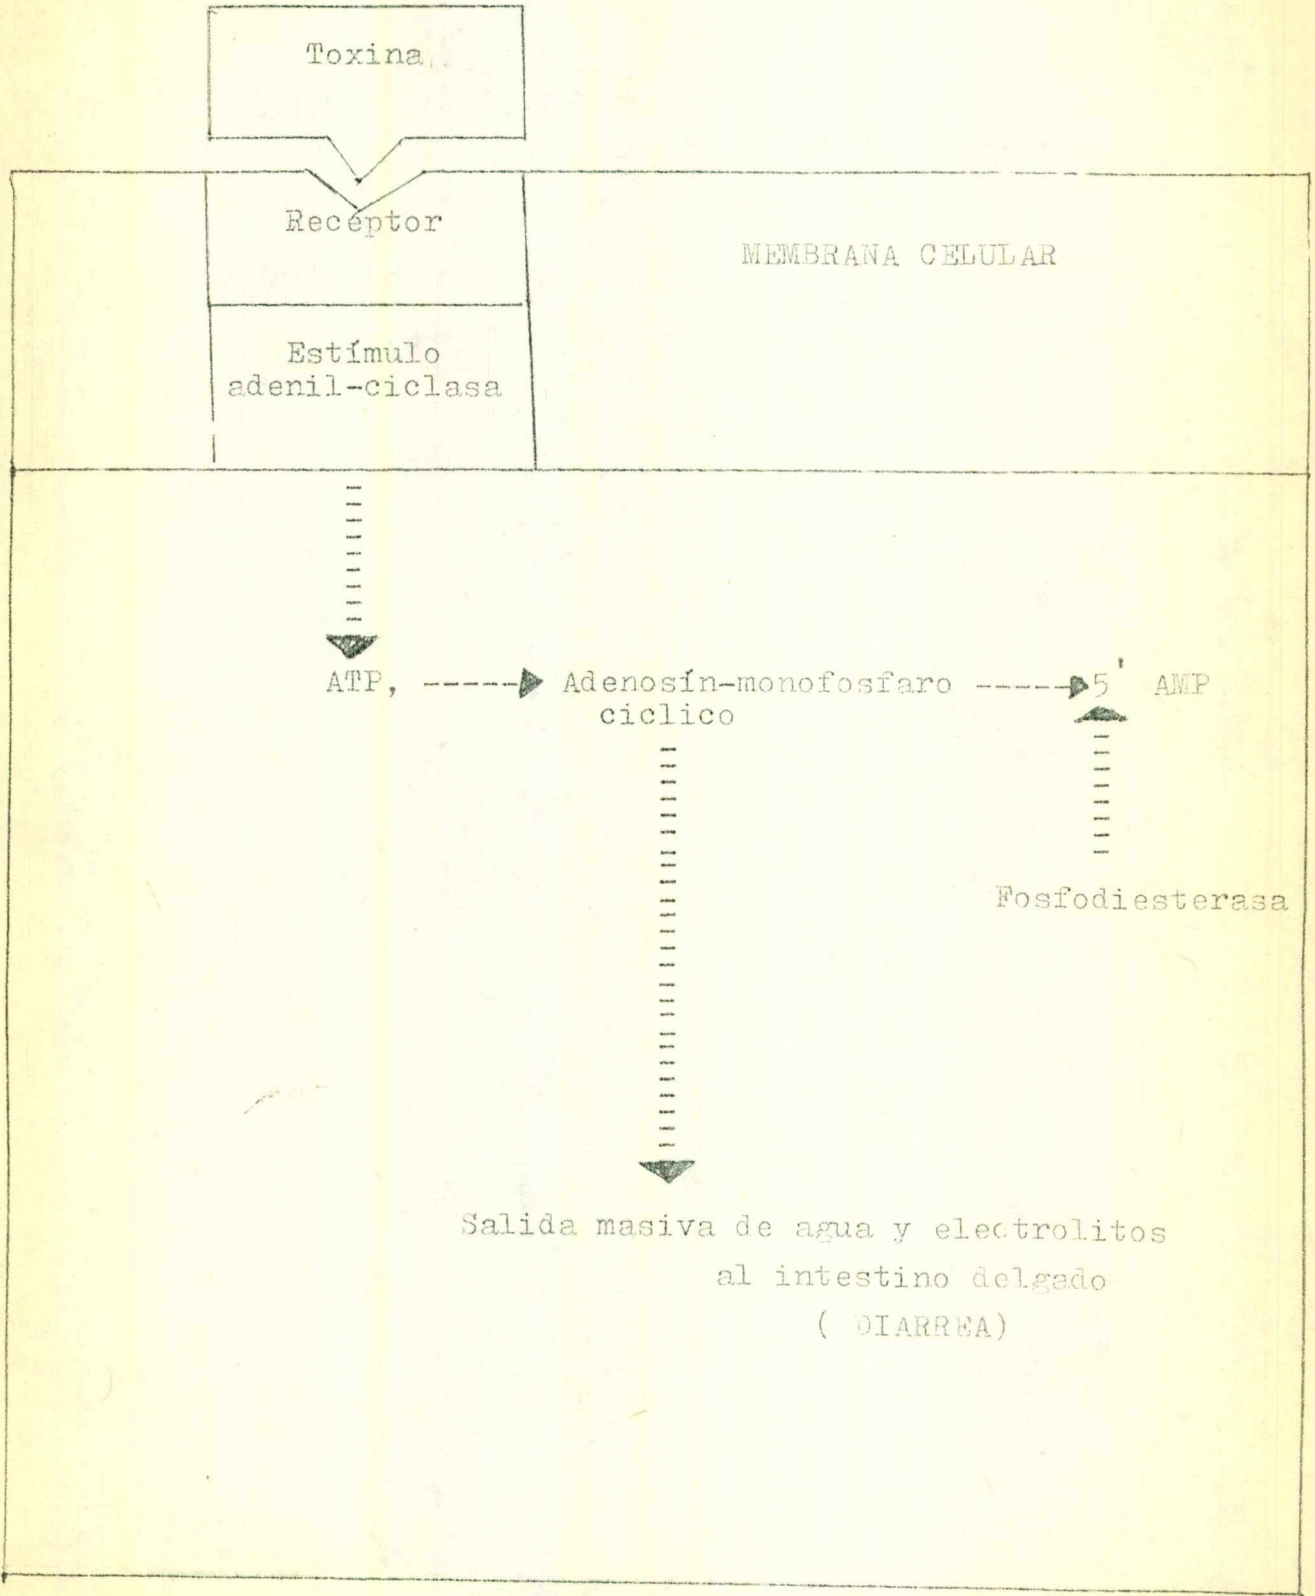 Toxina
Receptor
MEMBRANA CELULAR
Estímulo
adenil-ciclasa
ATP, -----▶ Adenosín-monofosfaro -----▶ 5' AMP
ciclico
Fosfodiesterasa
Salida masiva de agua y electrolitos
al intestino delgado
( DIARREA)